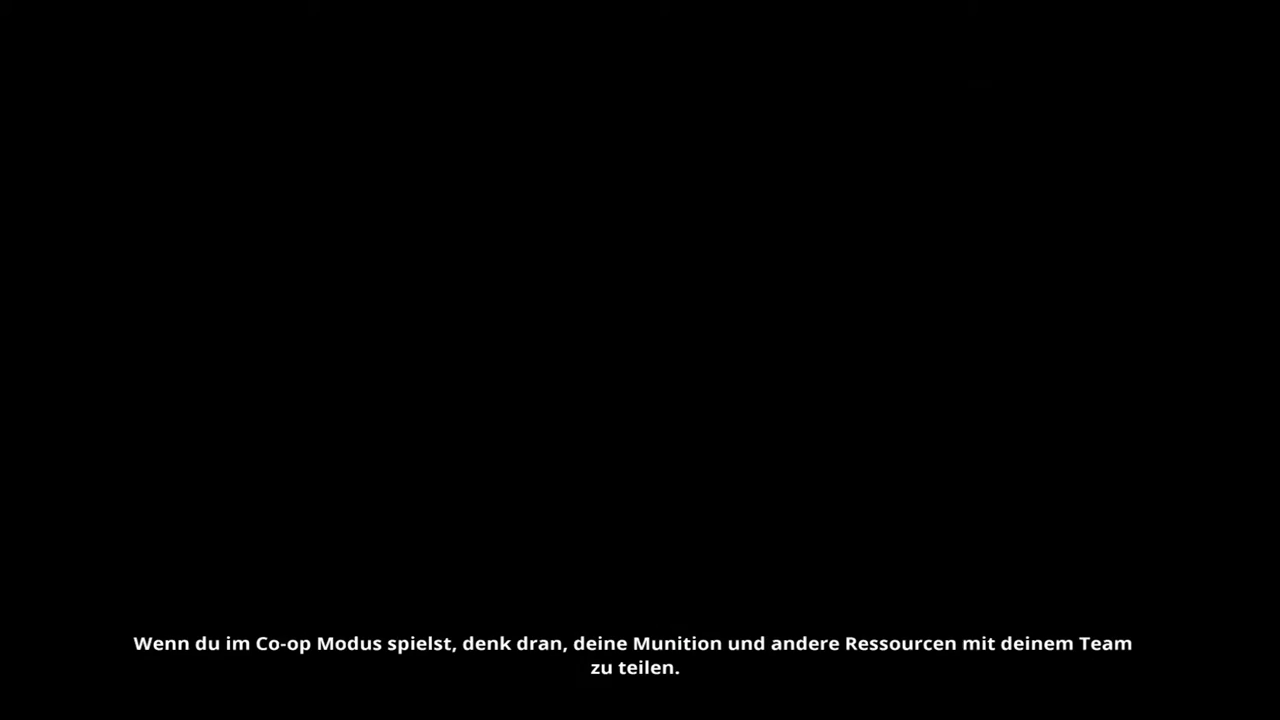 Wenn du im Co-op Modus spielst, denk dran, deine Munition und andere Ressourcen mit deinem Team
zu teilen.